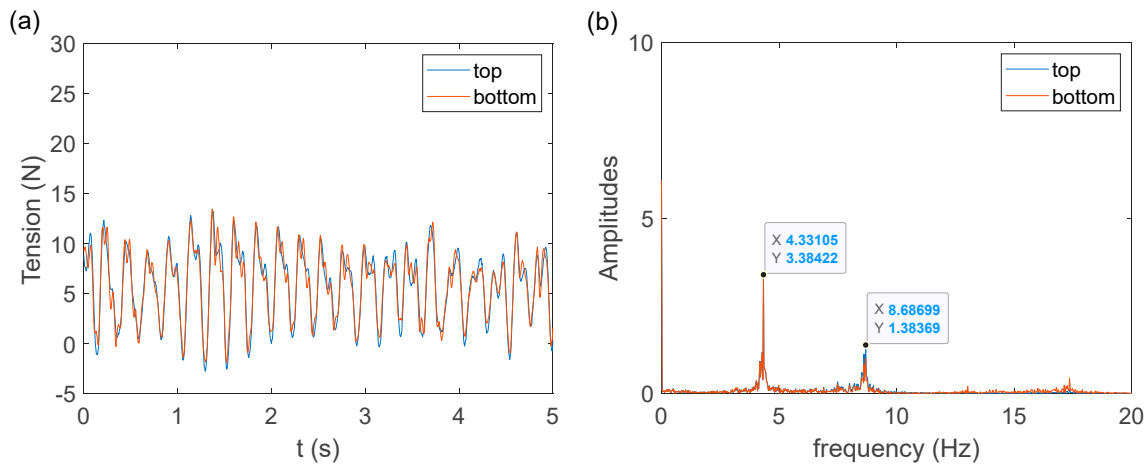 (a)
30
25
20
15
10
5
0
-5
Tension (N)
0 1 2 3 4 5
t (s)
top
bottom
(b)
10
5
0
Amplitudes
0 5 10 15 20
frequency (Hz)
top
bottom
X 4.33105
Y 3.38422
X 8.68699
Y 1.38369